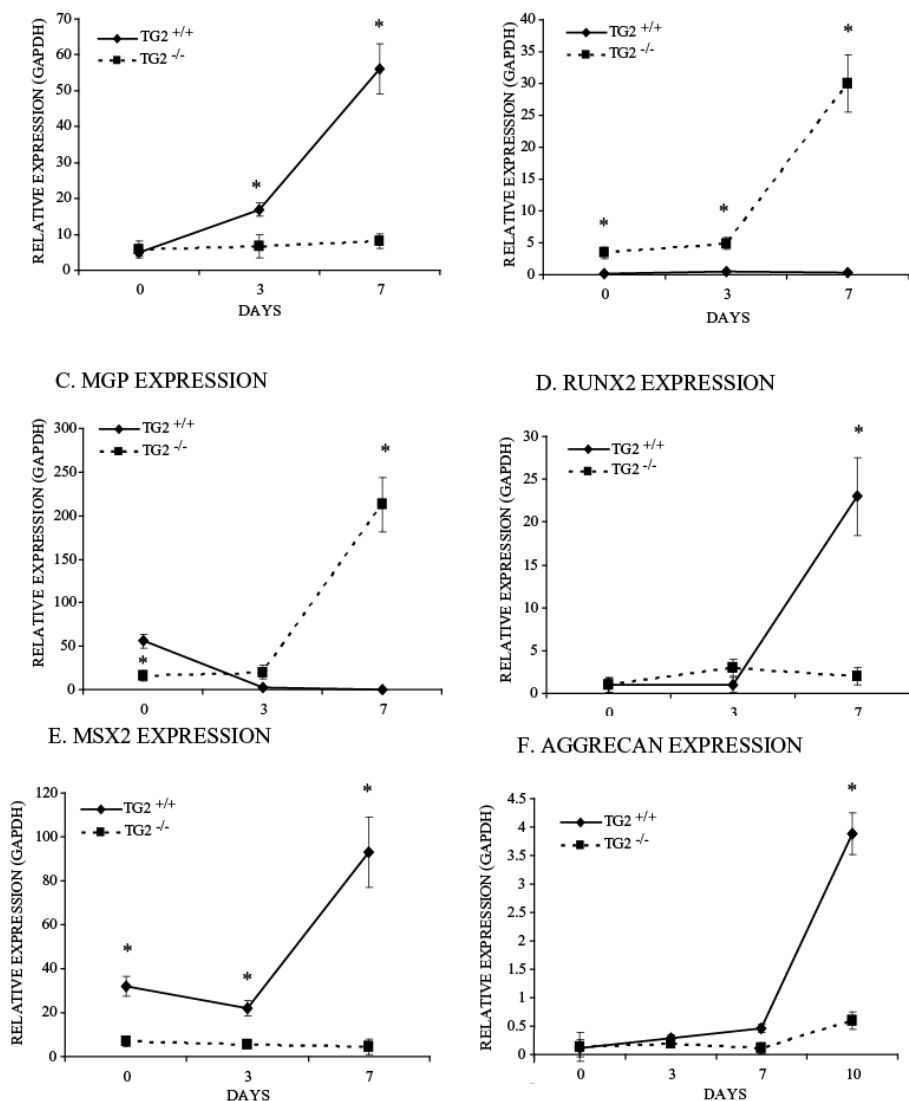 70
60
50
40
30
20
10
0
RELATIVE EXPRESSION (GAPDH)
TG2 +/+
TG2 -/-
*
*
0 3 7
DAYS
40
35
30
25
20
15
10
5
0
RELATIVE EXPRESSION (GAPDH)
TG2 +/+
TG2 -/-
*
*
*
0 3 7
DAYS
C. MGP EXPRESSION
300
250
200
150
100
50
0
RELATIVE EXPRESSION (GAPDH)
TG2 +/+
TG2 -/-
*
*
0 3 7
D. RUNX2 EXPRESSION
30
25
20
15
10
5
0
RELATIVE EXPRESSION (GAPDH)
TG2 +/+
TG2 -/-
*
0 3 7
E. MSX2 EXPRESSION
120
100
80
60
40
20
0
RELATIVE EXPRESSION (GAPDH)
TG2 +/+
TG2 -/-
*
*
*
0 3 7
DAYS
F. AGGRECAN EXPRESSION
4.5
4
3.5
3
2.5
2
1.5
1
0.5
0
RELATIVE EXPRESSION (GAPDH)
TG2 +/+
TG2 -/-
*
0 3 7 10
DAYS